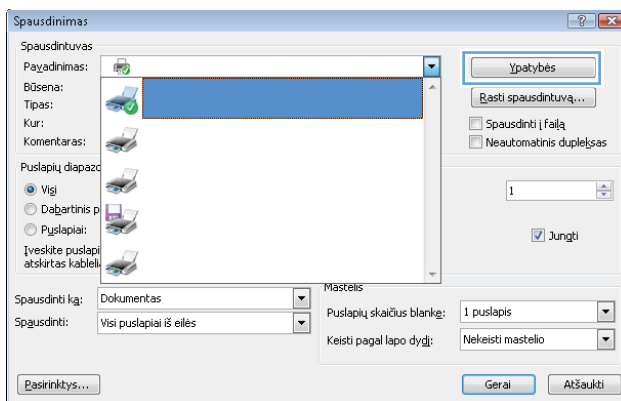 Spausdinimas
Spausdintuvas
Pavadinimas:
Ypatybės
Būsena:
Tipas:
Rasti spausdintuvą...
Kur:
Spausdinti į failą
Komentaras:
Neautomatinis dupleksas
Puslapių diapazo
Visi
1
Dabartinis p
Puslapiai:
Jungti
Įveskite puslapi
atskirtas kableli
Mastelis
Spausdinti ką: Dokumentas
Puslapių skaičius blanke: 1 puslapis
Spausdinti: Visi puslapiai iš eilės
Keisti pagal lapo dydį: Nekeisti mastelio
Pasirinktys...
Gerai
Atšaukti